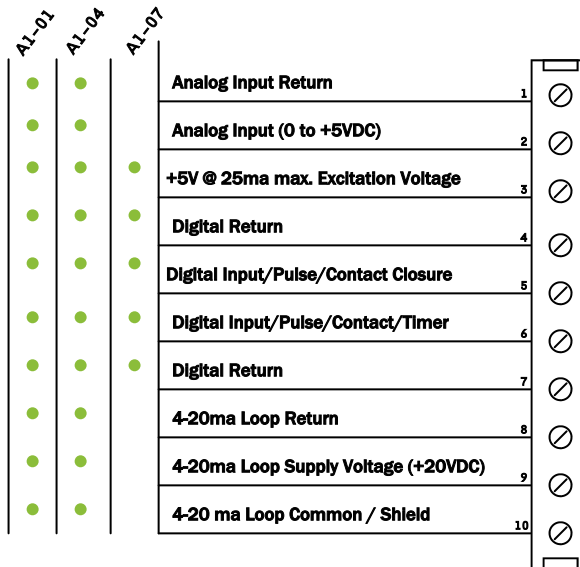 A1-01 A1-04 A1-07
Analog Input Return 1
Analog Input (0 to +5VDC) 2
+5V @ 25ma max. Excitation Voltage 3
Digital Return 4
Digital Input/Pulse/Contact Closure 5
Digital Input/Pulse/Contact/Timer 6
Digital Return 7
4-20ma Loop Return 8
4-20ma Loop Supply Voltage (+20VDC) 9
4-20 ma Loop Common / Shield 10